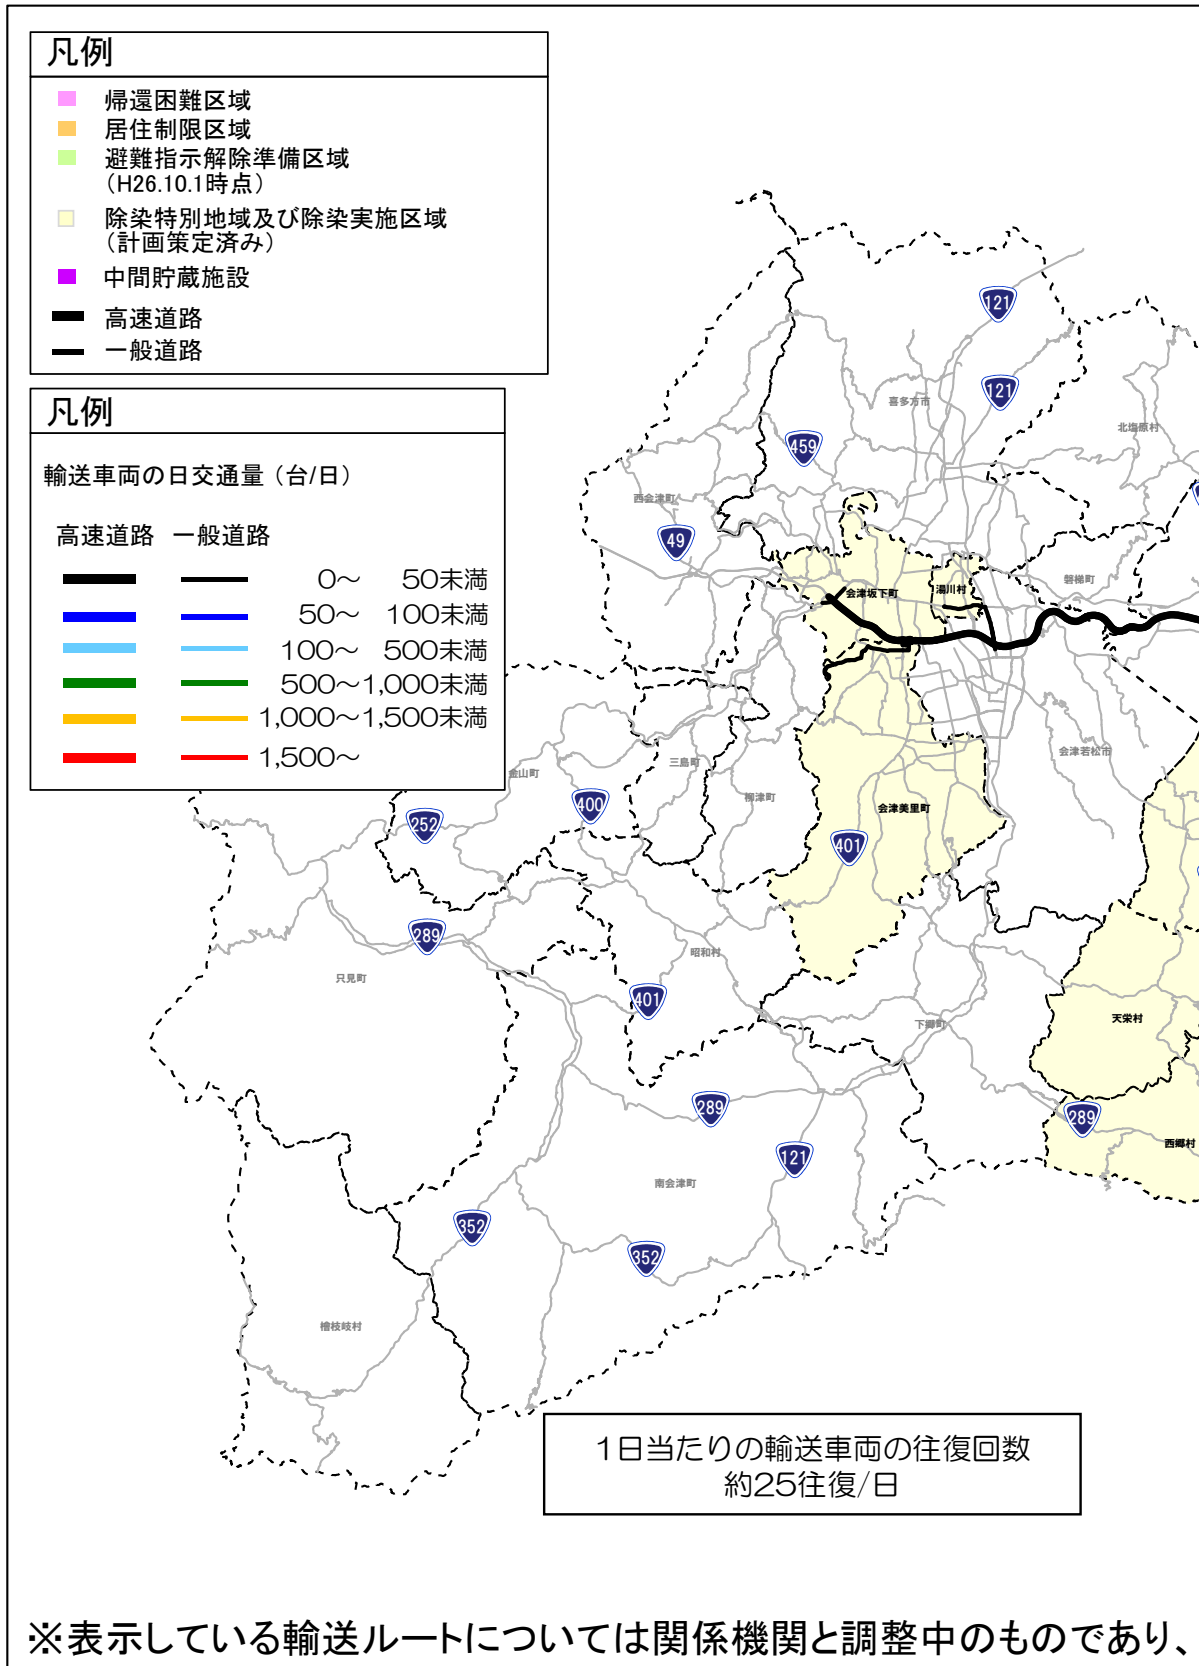 凡例
帰還困難区域
居住制限区域
避難指示解除準備区域
（H26.10.1時点）
除染特別地域及び除染実施区域
（計画策定済み）
中間貯蔵施設
高速道路
一般道路
凡例
輸送車両の日交通量（台/日）
高速道路 一般道路
0～ 50未満
50～ 100未満
100～ 500未満
500～1,000未満
1,000～1,500未満
1,500～
121
121
喜多方市
北塩原村
459
西会津町
49
磐梯町
会津坂下町
湯川村
会津若松市
三島町
金山町
柳津町
400
会津美里町
252
401
289
昭和村
只見町
401
天栄村
下郷町
289
289
西郷村
121
南会津町
352
352
檜枝岐村
1日当たりの輸送車両の往復回数
約25往復/日
※表示している輸送ルートについては関係機関と調整中のものであり、